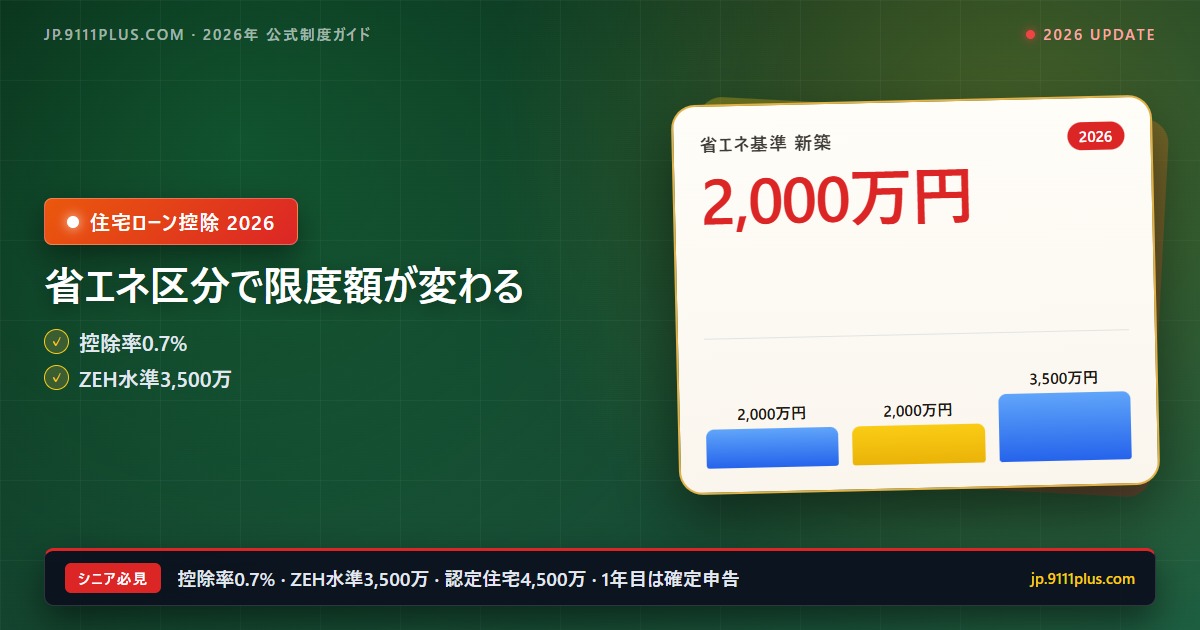 JP.9111PLUS.COM · 2026年 公式制度ガイド
2026 UPDATE
住宅ローン控除 2026
省エネ区分で限度額が変わる
控除率0.7%
ZEH水準3,500万
省エネ基準 新築
2026
2,000万円
2,000万円
2,000万円
3,500万円
シニア必見
控除率0.7% · ZEH水準3,500万 · 認定住宅4,500万 · 1年目は確定申告
jp.9111plus.com